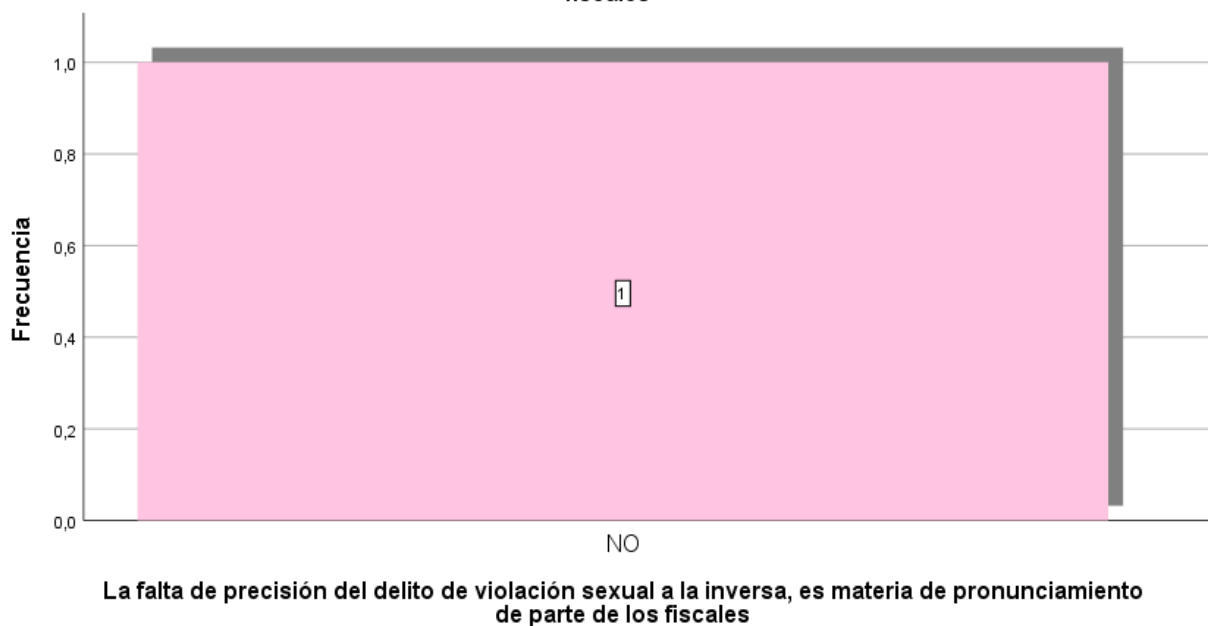 1,0
0,8
0,6
0,4
0,2
0,0
Frecuencia
1
NO
La falta de precisión del delito de violación sexual a la inversa, es materia de pronunciamiento
de parte de los fiscales